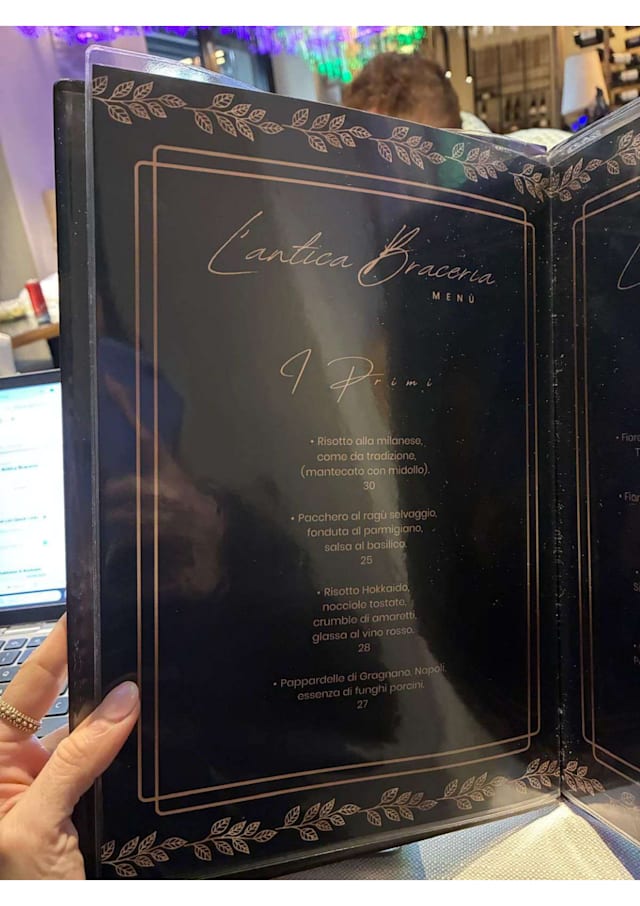 L'antica Braceria
MENÙ
I Primi
• Risotto alla milanese,
come da tradizione,
(mantecato con midollo).
30
• Pacchero al ragù selvaggio,
fonduta di parmigiano,
salsa al basilico.
25
• Risotto Hokkaido,
nocciole tostate,
crumble di amaretti,
glassa al vino rosso.
28
• Pappardelle di Gragnano, Napoli,
essenza di funghi porcini.
27